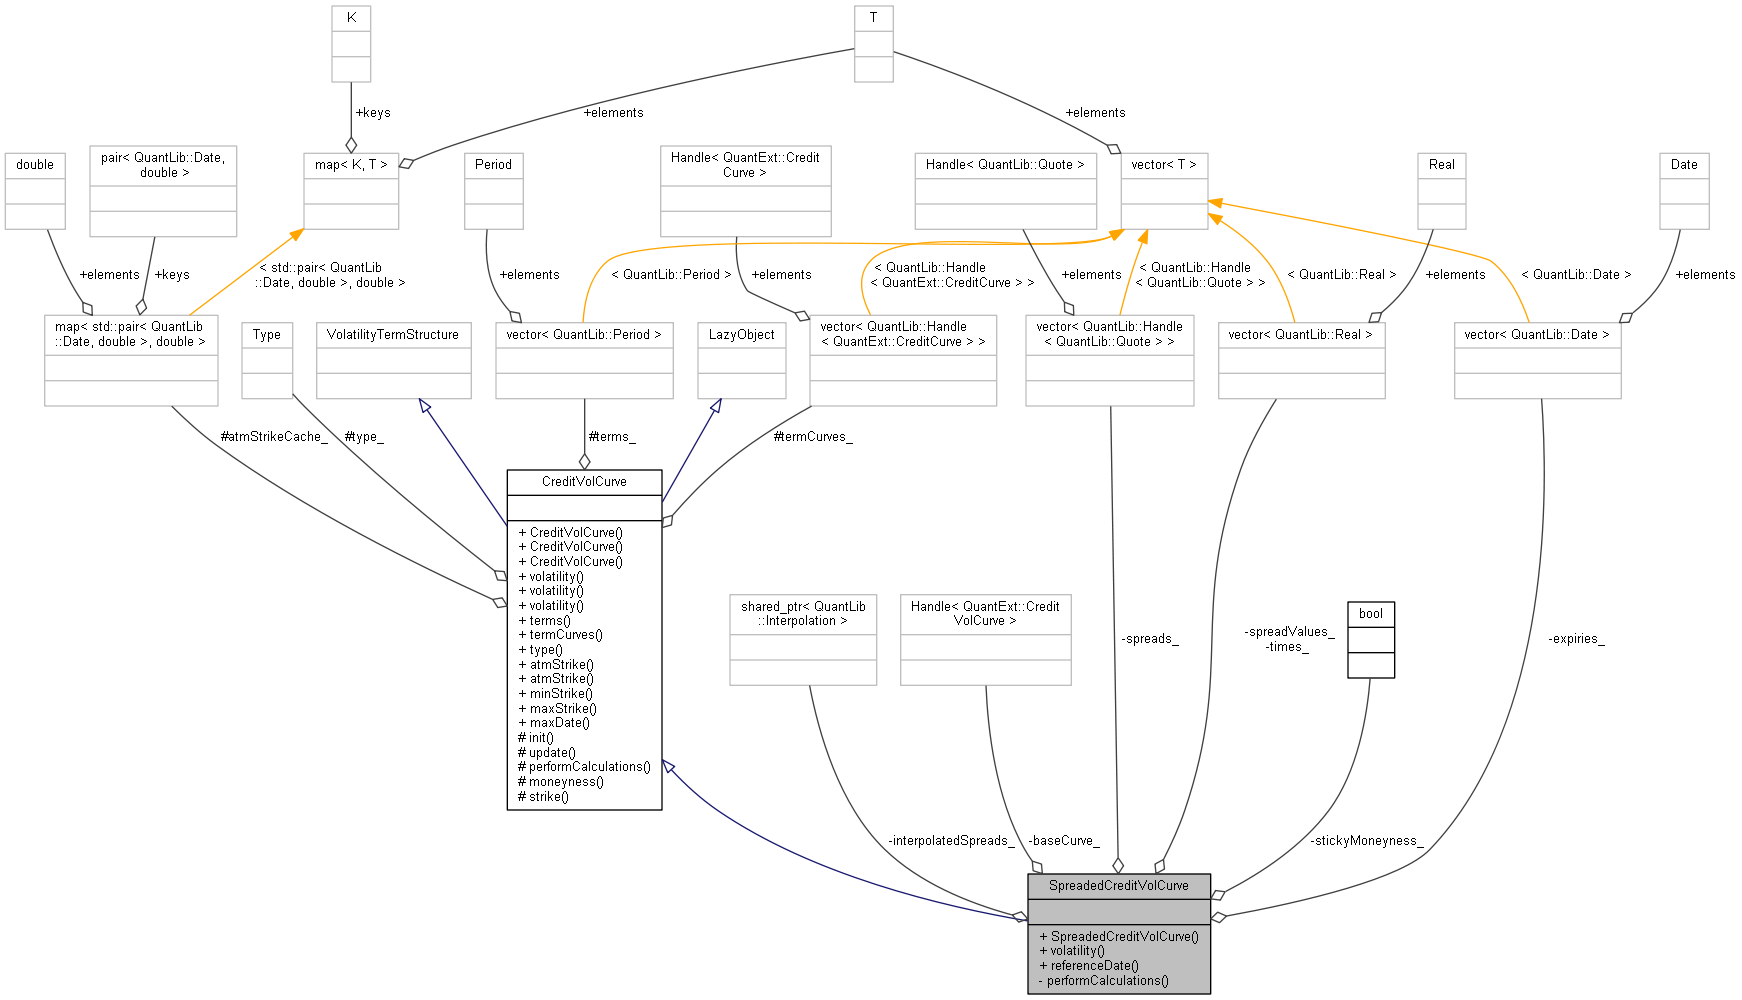 K
T
+keys
+elements
+elements
double
pair< QuantLib::Date,
double >
map< K, T >
Period
Handle< QuantExt::Credit
Curve >
Handle< QuantLib::Quote >
vector< T >
Real
Date
+elements
+keys
< std::pair< QuantLib
::Date, double >, double >
+elements
< QuantLib::Period >
+elements
< QuantLib::Handle
< QuantExt::CreditCurve > >
+elements
< QuantLib::Handle
< QuantLib::Quote > >
< QuantLib::Real >
+elements
< QuantLib::Date >
+elements
map< std::pair< QuantLib
::Date, double >, double >
Type
VolatilityTermStructure
vector< QuantLib::Period >
LazyObject
vector< QuantLib::Handle
< QuantExt::CreditCurve > >
vector< QuantLib::Handle
< QuantLib::Quote > >
vector< QuantLib::Real >
vector< QuantLib::Date >
#atmStrikeCache_
#type_
#terms_
#termCurves_
CreditVolCurve
+ CreditVolCurve()
+ CreditVolCurve()
+ CreditVolCurve()
+ volatility()
+ volatility()
+ volatility()
+ terms()
+ termCurves()
+ type()
+ atmStrike()
+ atmStrike()
+ minStrike()
+ maxStrike()
+ maxDate()
# init()
# update()
# performCalculations()
# moneyness()
# strike()
shared_ptr< QuantLib
::Interpolation >
Handle< QuantExt::Credit
VolCurve >
-spreads_
-spreadValues_
-times_
bool
-expiries_
-interpolatedSpreads_
-baseCurve_
-stickyMoneyness_
SpreadedCreditVolCurve
+ SpreadedCreditVolCurve()
+ volatility()
+ referenceDate()
- performCalculations()